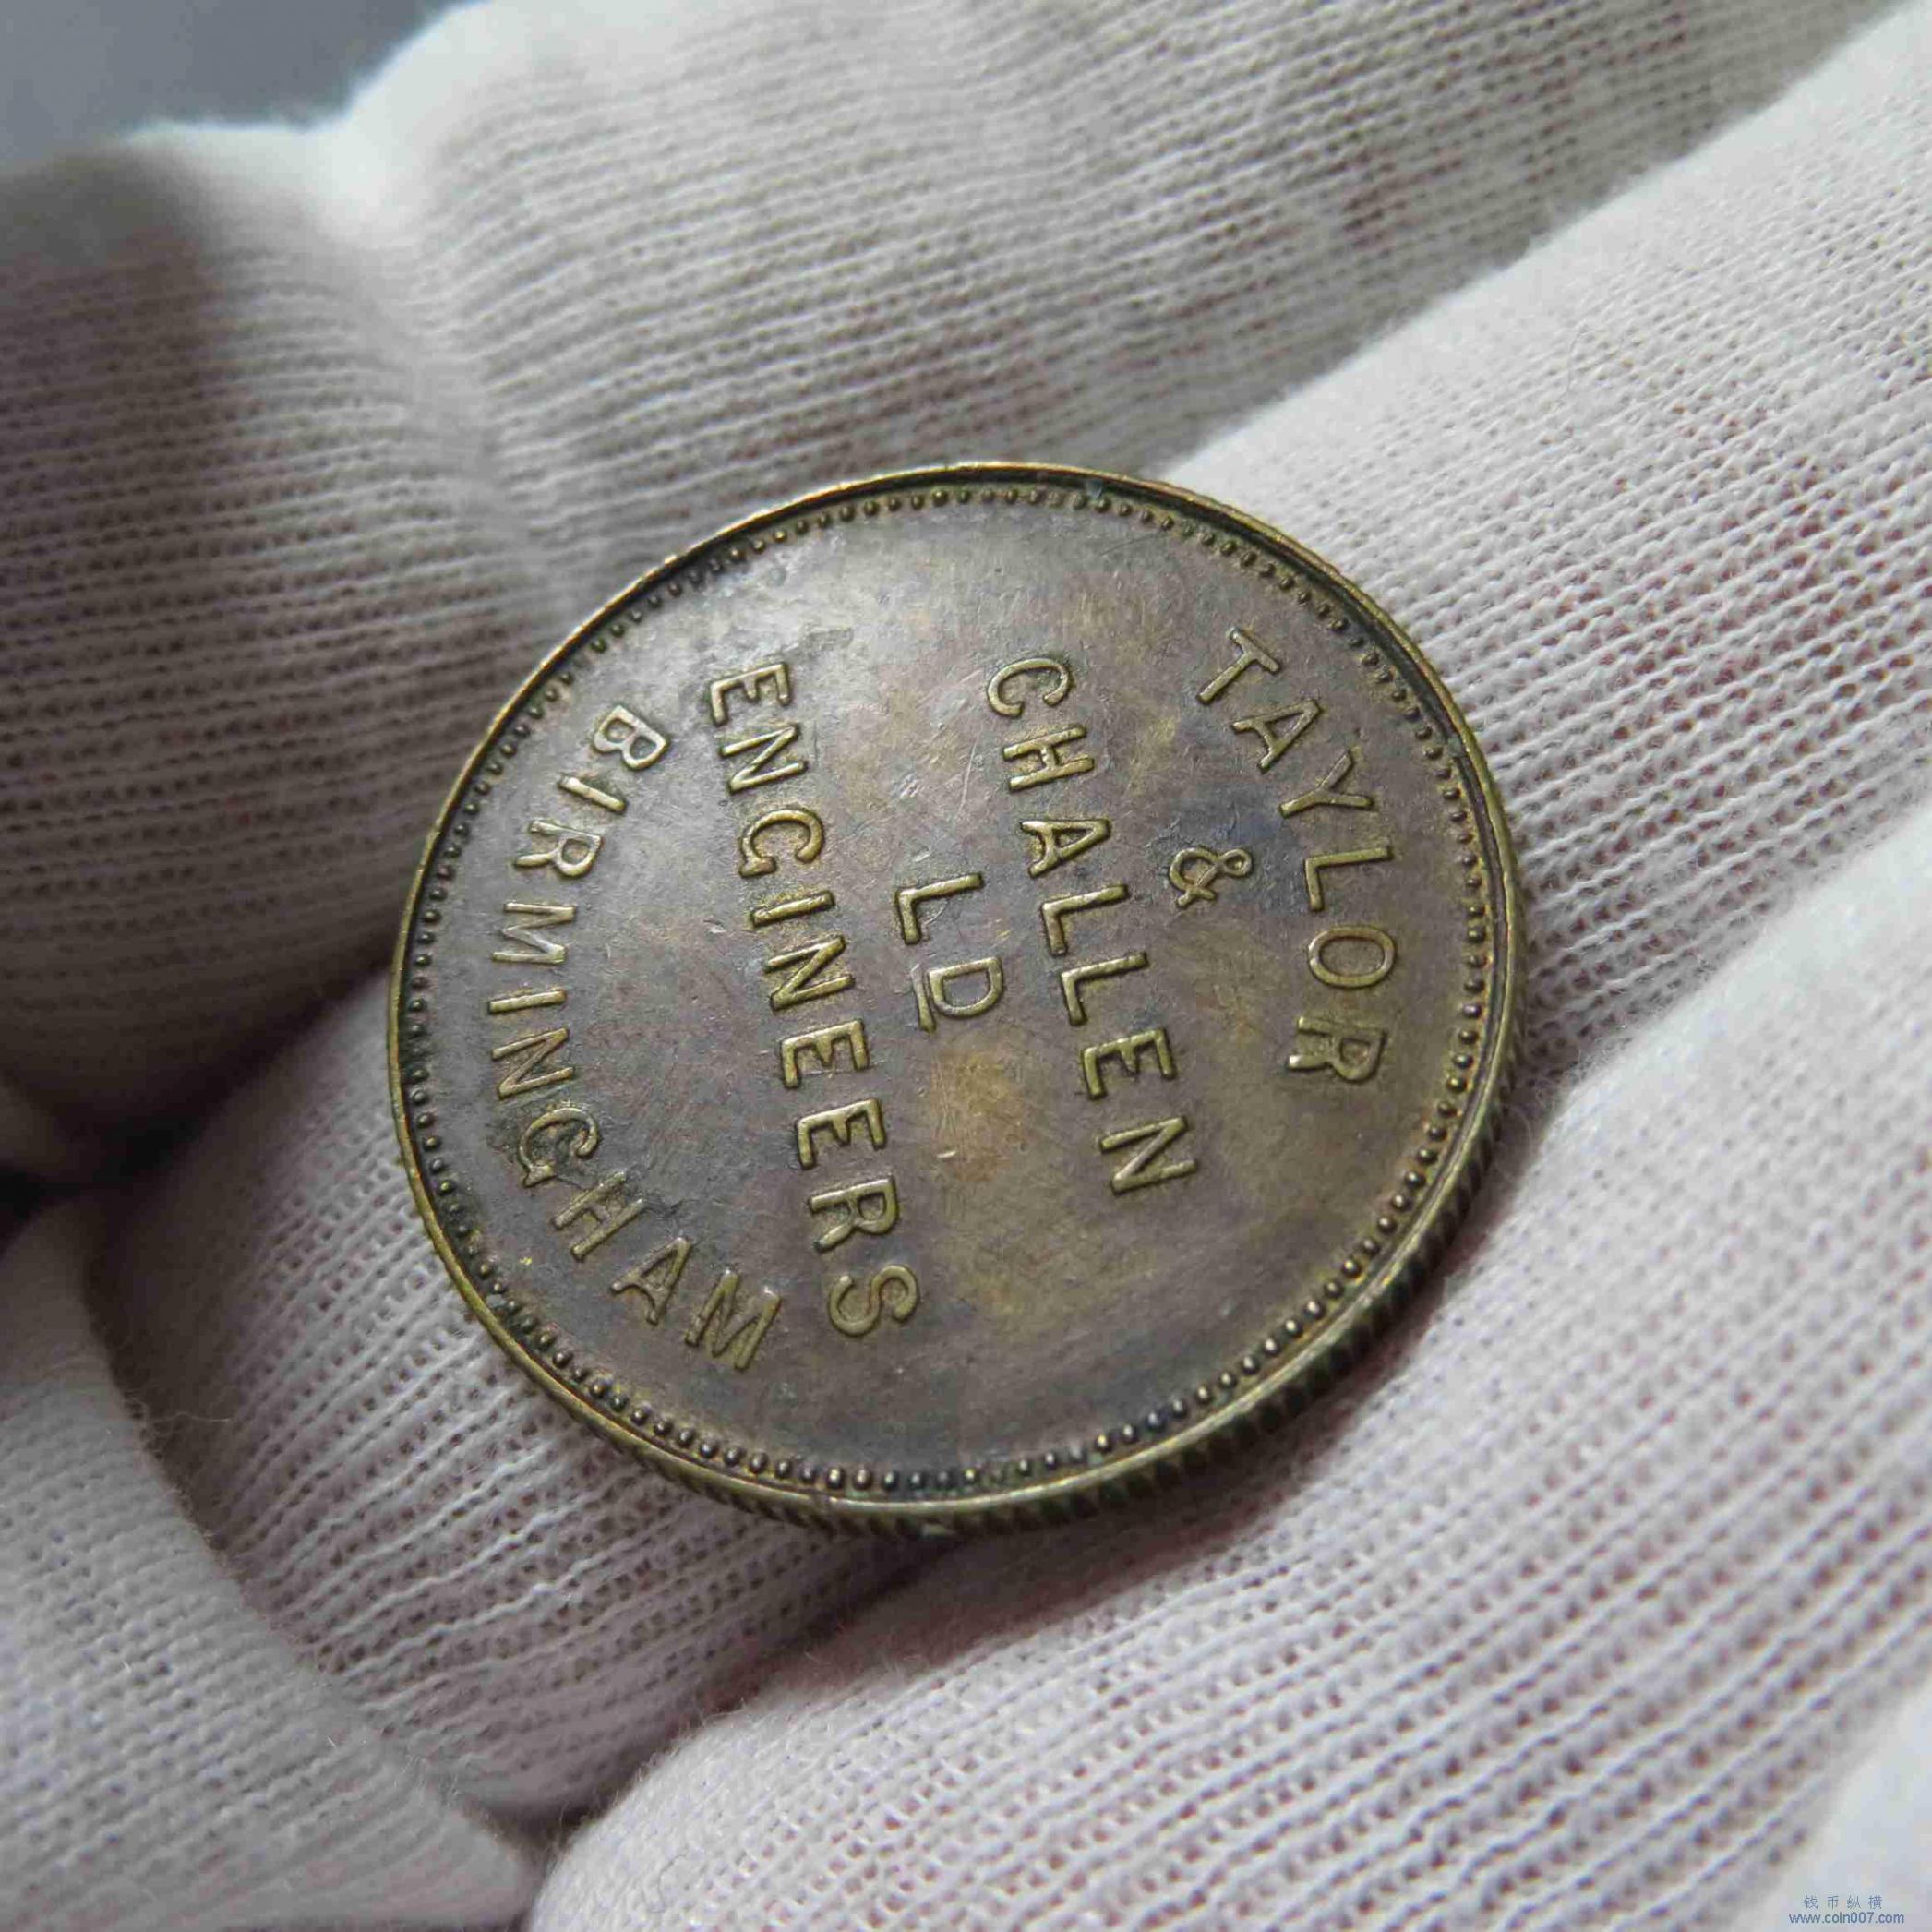 TAYLOR
&
CHALLEN
LD
ENGINEERS
BIRMINGHAM
钱币纵横
www.coin007.com